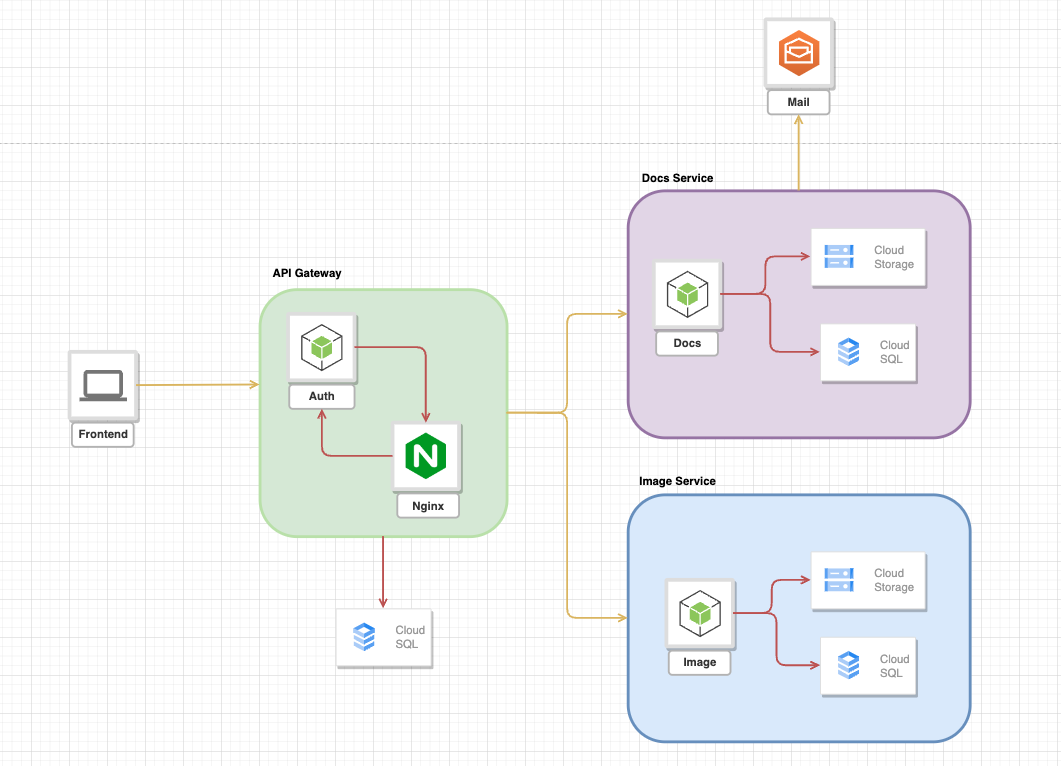 Mail
Docs Service
Cloud
Storage
Docs
Cloud
SQL
API Gateway
Auth
Frontend
Nginx
Cloud
SQL
Image Service
Cloud
Storage
Image
Cloud
SQL